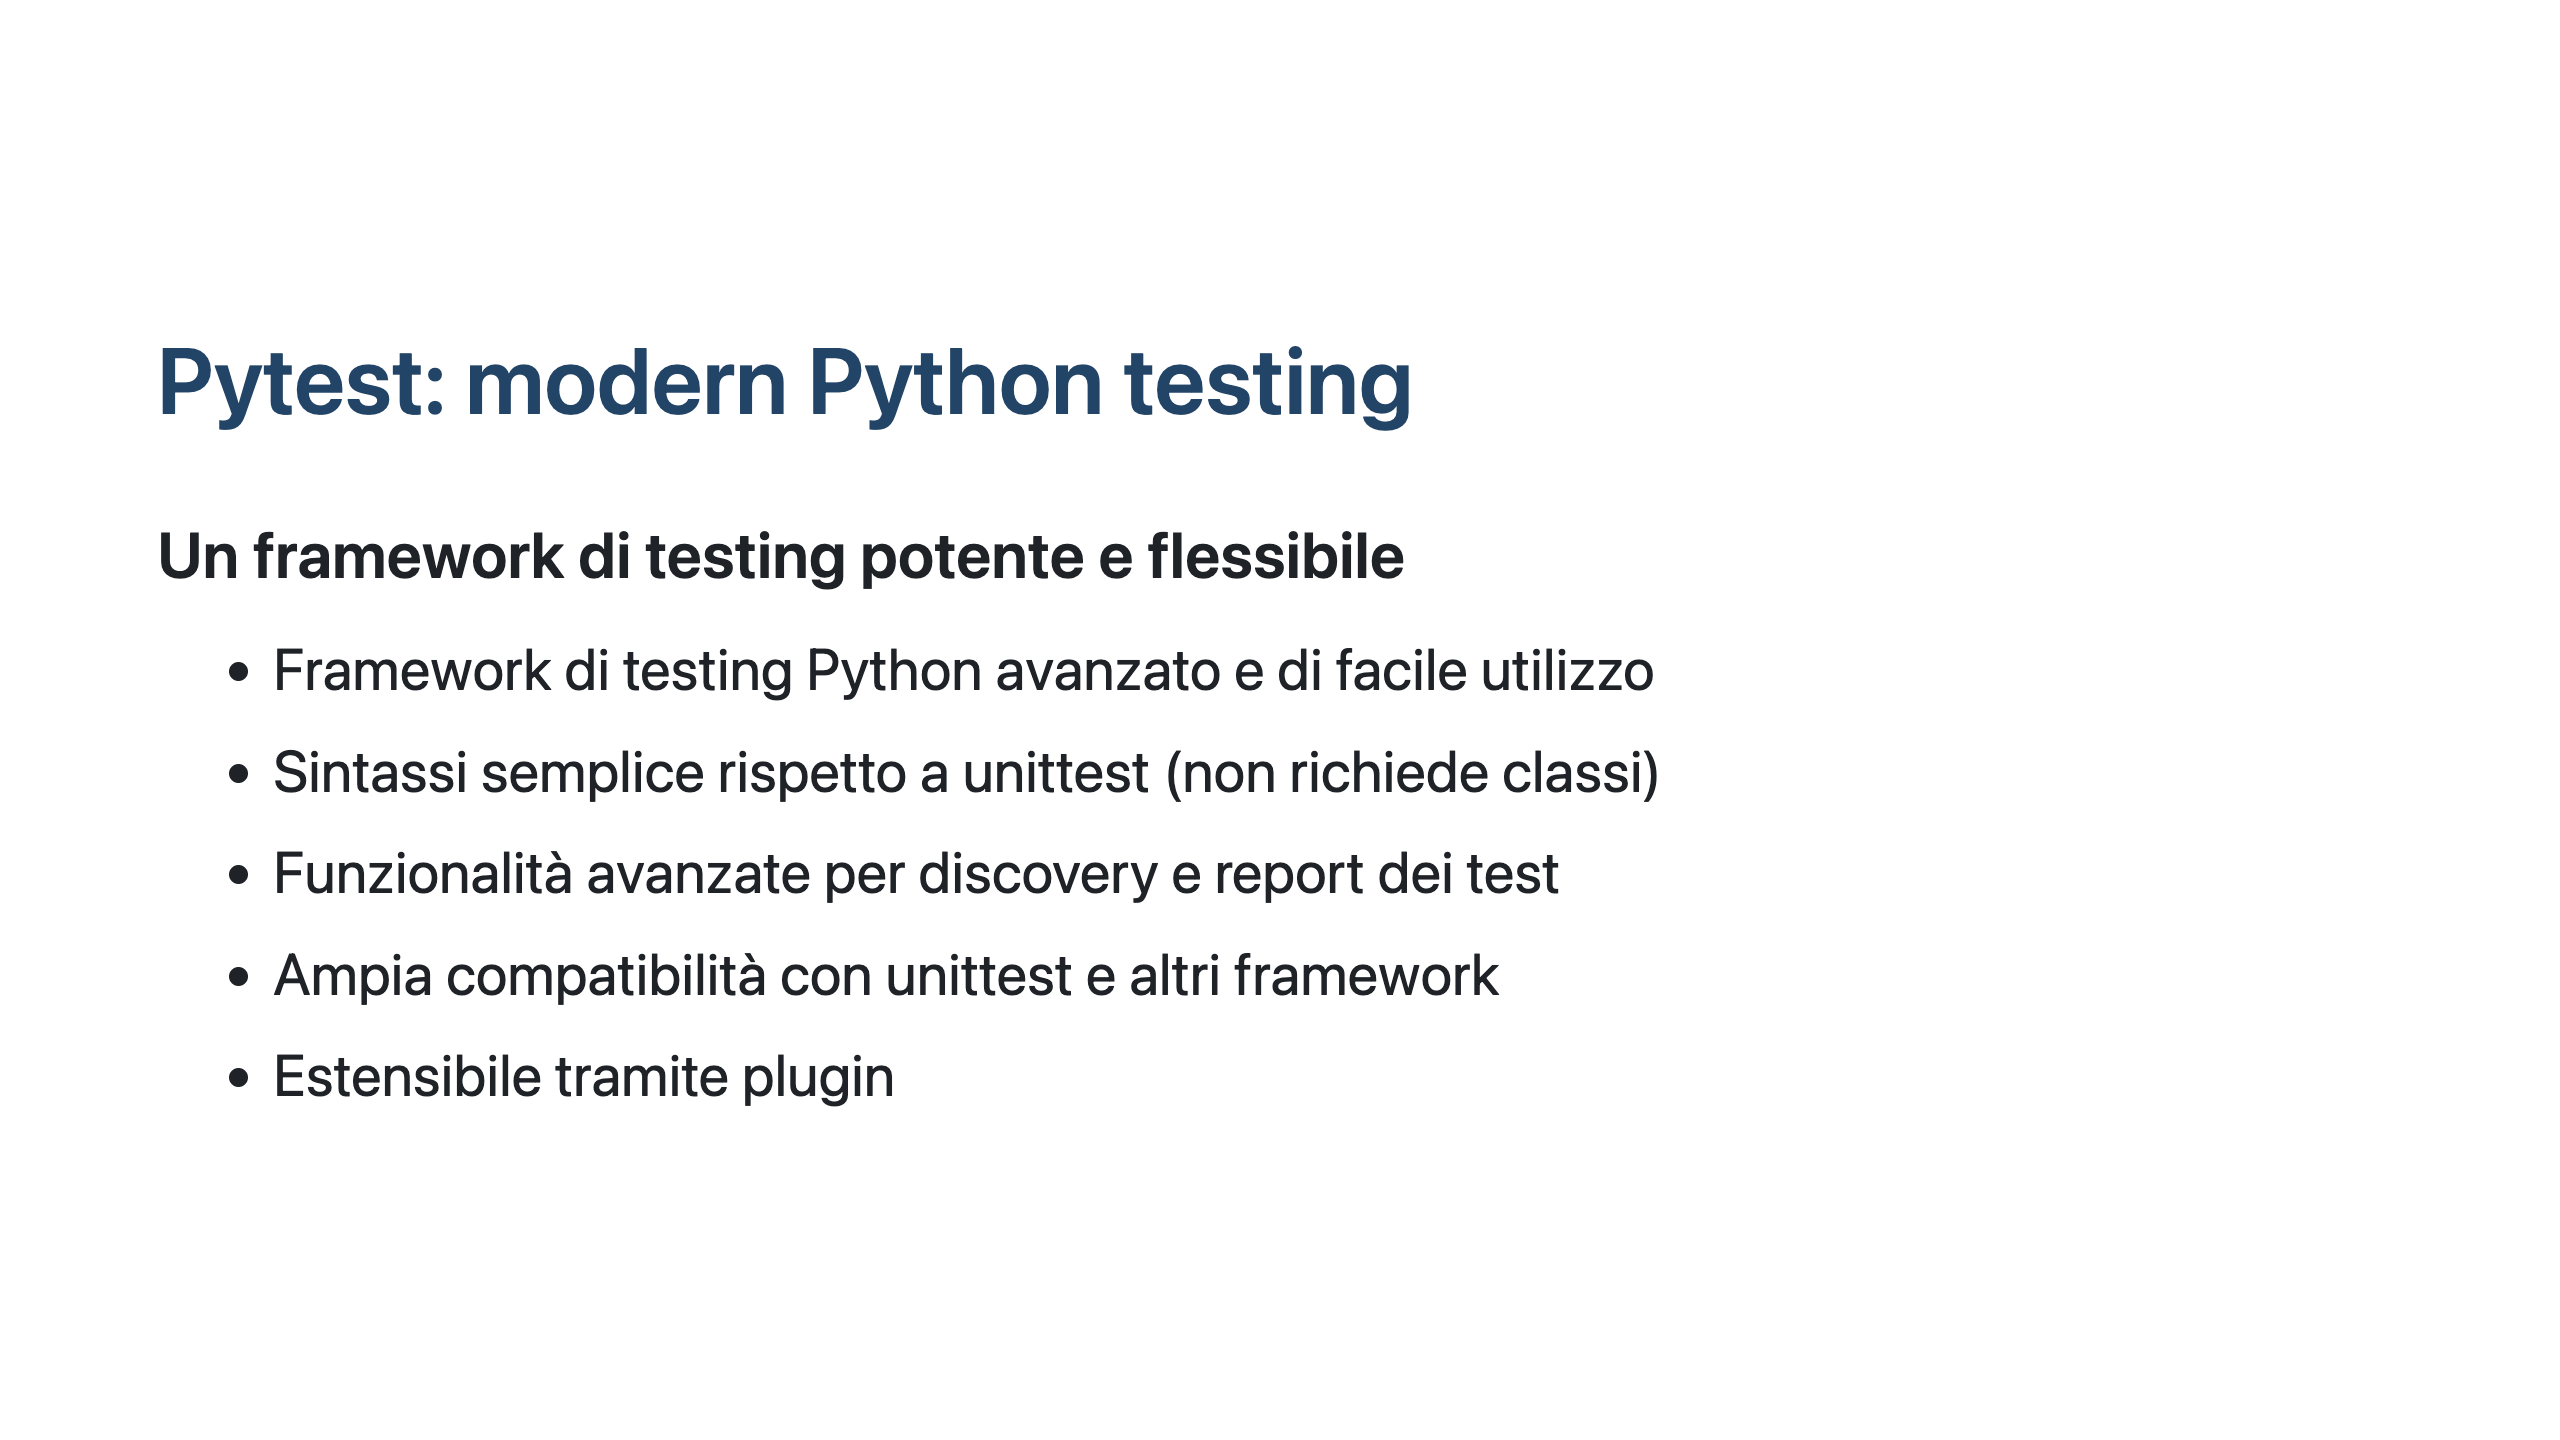 Pytest: modern Python testing
Un framework di testing potente e flessibile
• Framework di testing Python avanzato e di facile utilizzo
• Sintassi semplice rispetto a unittest (non richiede classi)
• Funzionalità avanzate per discovery e report dei test
• Ampia compatibilità con unittest e altri framework
• Estensibile tramite plugin